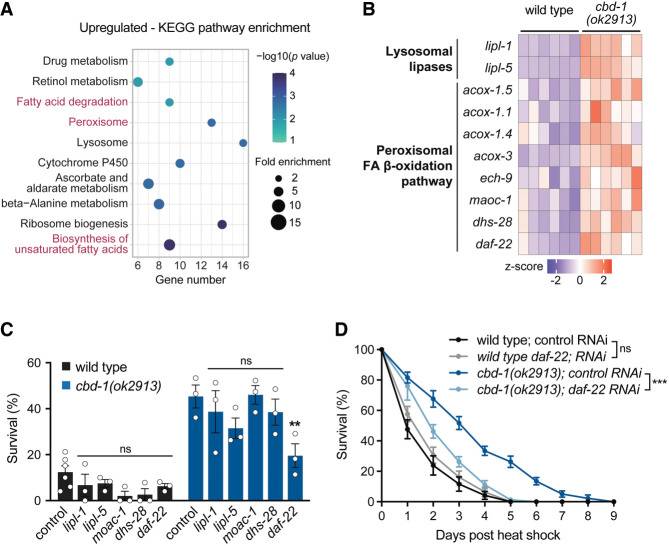 A
Upregulated - KEGG pathway enrichment
Drug metabolism
Retinol metabolism
Fatty acid degradation
Peroxisome
Lysosome
Cytochrome P450
Ascorbate and
aldarate metabolism
beta−Alanine metabolism
Ribosome biogenesis
Biosynthesis of
unsaturated fatty acids
6 8 10 12 14 16
Gene number
−log10(p value)
4
3
2
1
Fold enrichment
2
5
10
15
B
wild type
cbd-1
(ok2913)
Lysosomal
lipases
lipl-1
lipl-5
Peroxisomal
FA β-oxidation
pathway
acox-1.5
acox-1.1
acox-1.4
acox-3
ech-9
maoc-1
dhs-28
daf-22
z-score
-2 0 2
C
wild type
cbd-1(ok2913)
Survival (%)
60
40
20
0
ns
ns
**
control
lipl-1
lipl-5
moac-1
dhs-28
daf-22
control
lipl-1
lipl-5
moac-1
dhs-28
daf-22
D
wild type; control RNAi
wild type daf-22; RNAi
cbd-1(ok2913); control RNAi
cbd-1(ok2913); daf-22 RNAi
ns
***
Survival (%)
100
80
60
40
20
0
0 1 2 3 4 5 6 7 8 9
Days post heat shock